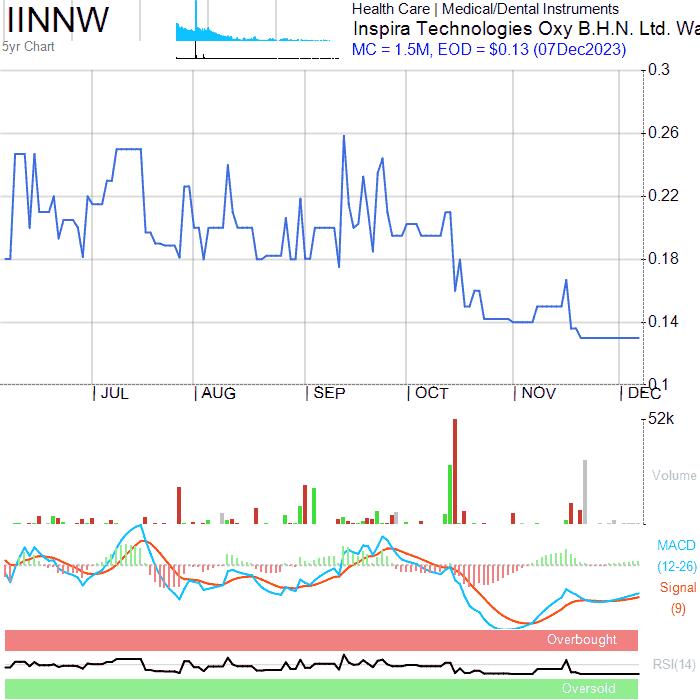 IINNW
5yr Chart
Health Care | Medical/Dental Instruments
Inspira Technologies Oxy B.H.N. Ltd. Wa
MC = 1.5M, EOD = $0.13 (07Dec2023)
0.3
0.26
0.22
0.18
0.14
0.1
JUL AUG SEP OCT NOV DEC
52k
Volume
MACD
(12-26)
Signal
(9)
Overbought
RSI(14)
Oversold